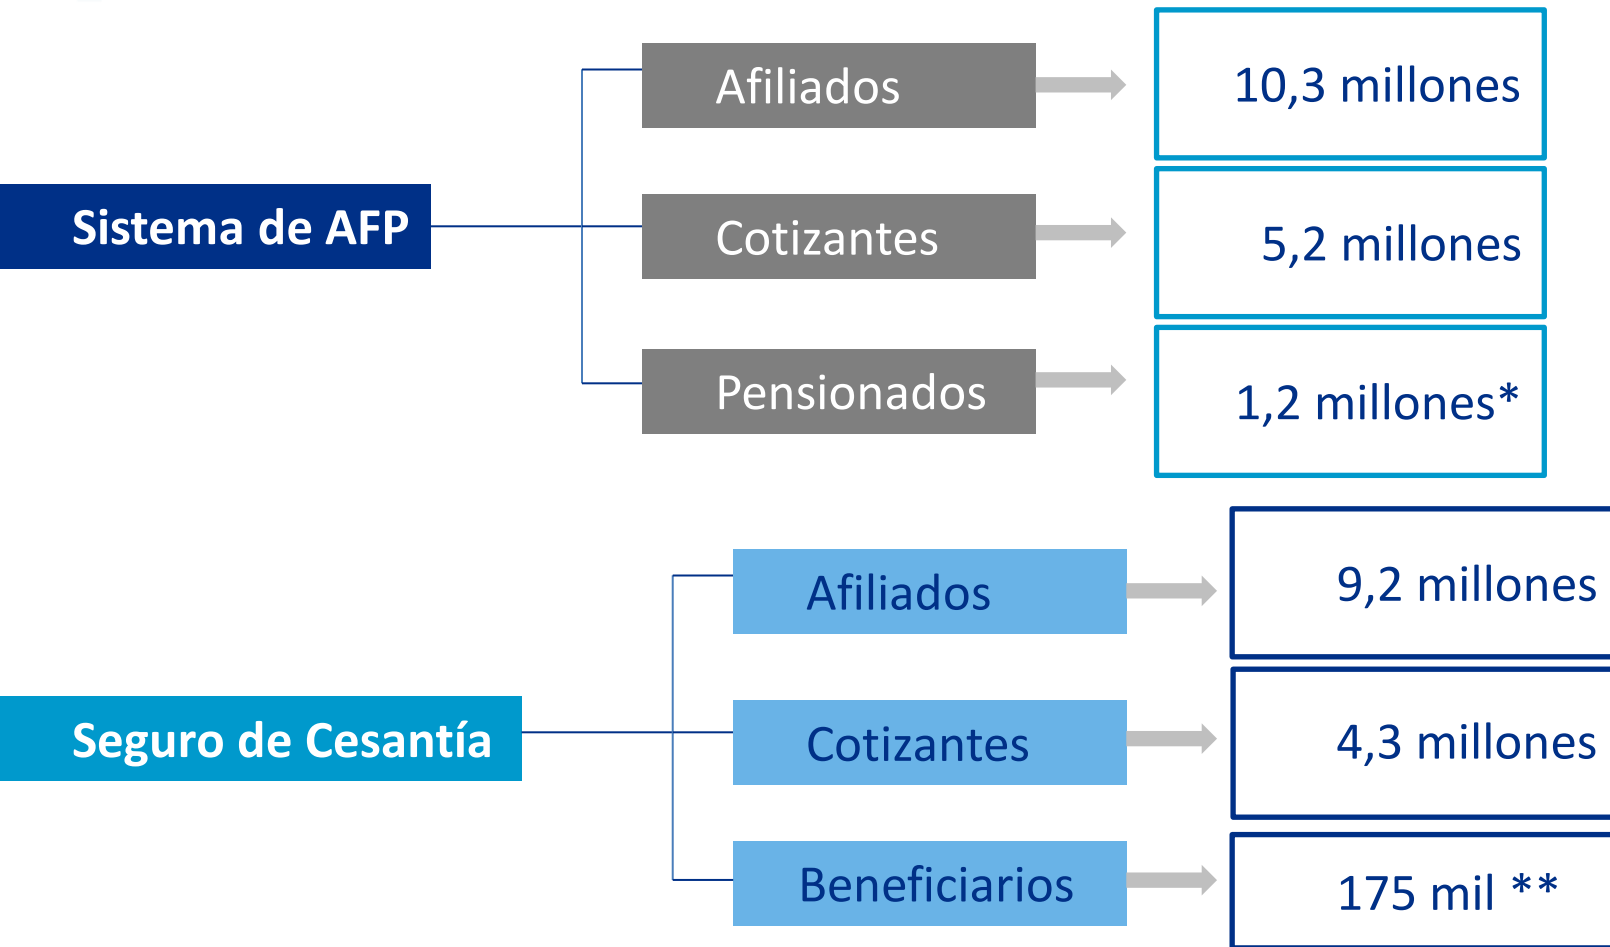 Sistema de AFP
Afiliados
10,3 millones
Cotizantes
5,2 millones
Pensionados
1,2 millones*
Seguro de Cesantía
Afiliados
9,2 millones
Cotizantes
4,3 millones
Beneficiarios
175 mil **